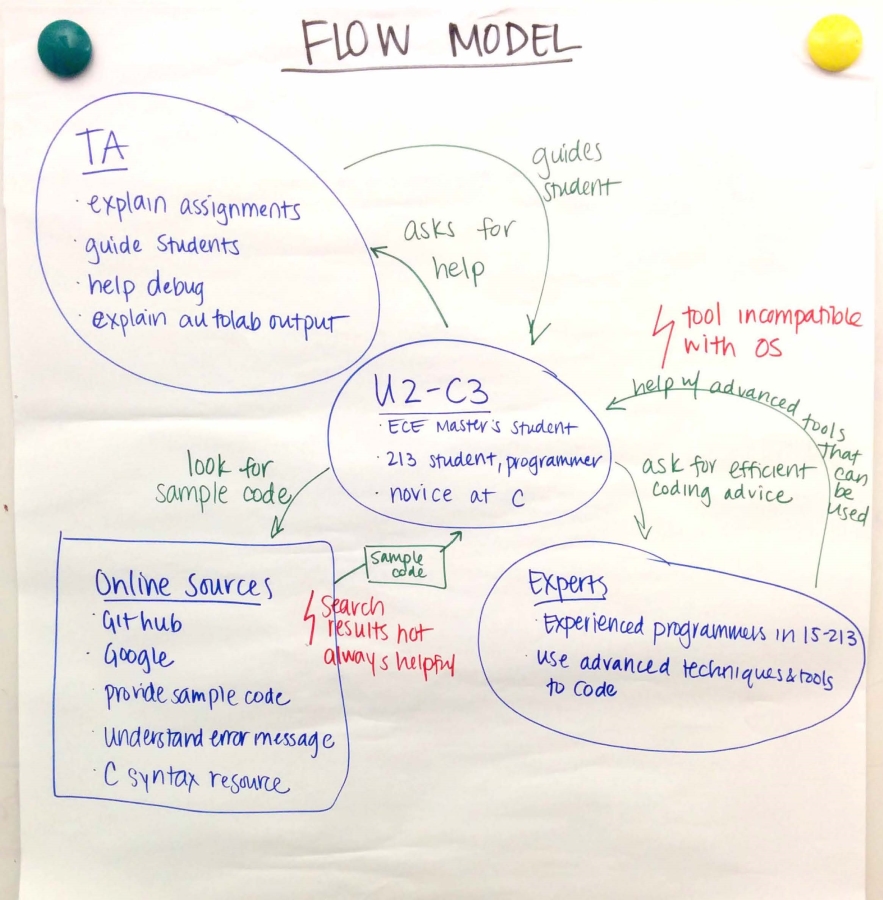 FLOW MODEL
TA
· explain assignments
· guide students
· help debug
· explain autolab output
guides
student
asks for
help
U2-C3
· ECE Master's student
· 213 student, programmer
· novice at C
tool incompatible
with OS
help w/ advanced tools
that
can
be
used
look for
sample code
ask for efficient
coding advice
sample
code
Search
results not
always helpful
Online Sources
· Github
· Google
· provide sample code
· Understand error message
· C syntax resource
Experts
· Experienced programmers in 15-213
· use advanced techniques & tools
to code